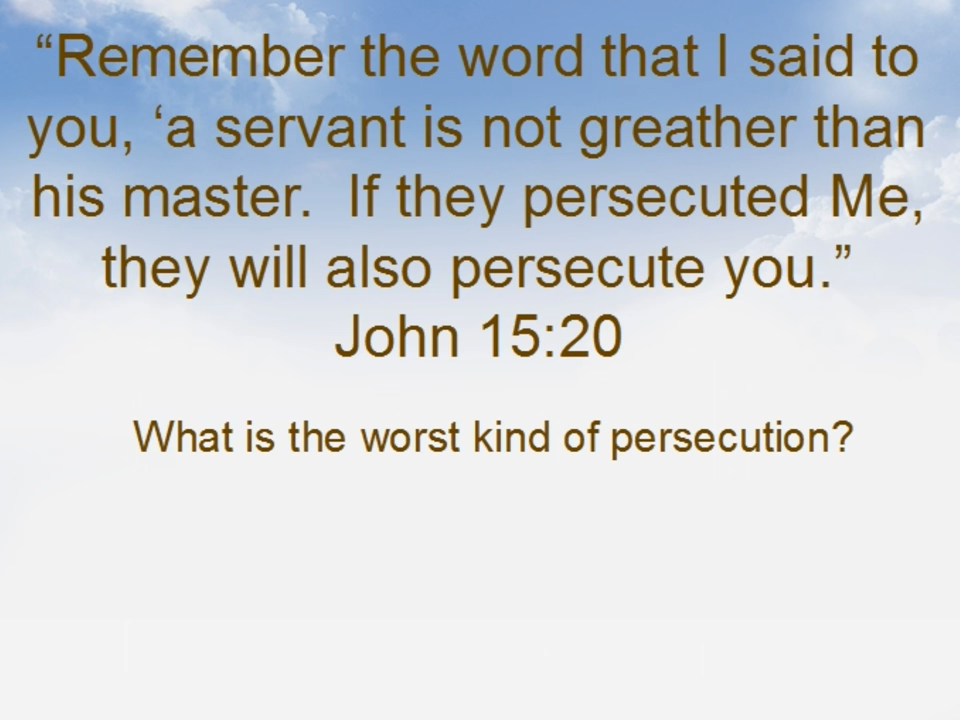 “Remember the word that I said to
you, ‘a servant is not greather than
his master.  If they persecuted Me,
they will also persecute you.”
John 15:20
What is the worst kind of persecution?